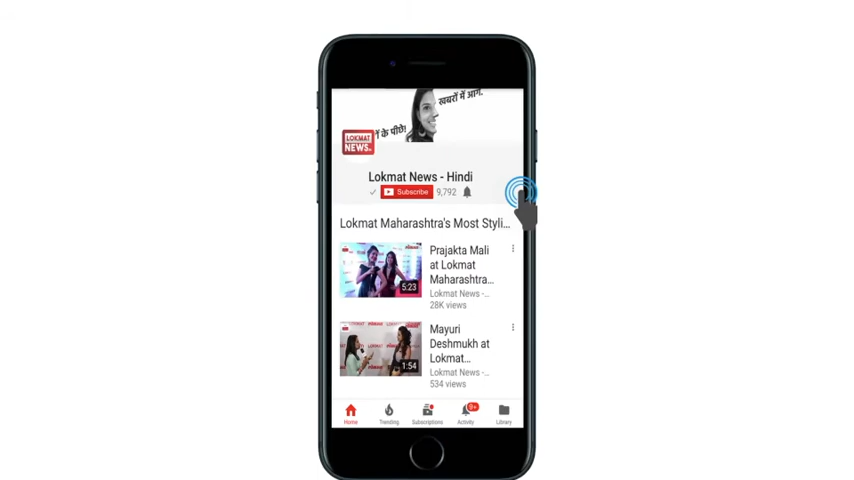 खबरों में आग.
के पीछे!
LOKMAT
NEWS
Lokmat News - Hindi
Subscribe 9,792
Lokmat Maharashtra's Most Styli...
Prajakta Mali
at Lokmat
Maharashtra...
Lokmat News -...
28K views
5:23
Mayuri
Deshmukh at
Lokmat...
Lokmat News -...
534 views
1:54
Home
Trending
Subscriptions
9+
Activity
Library